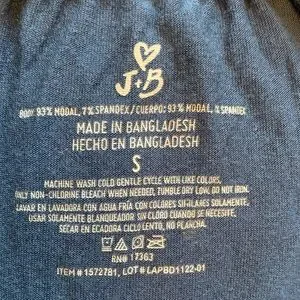 J+B
BODY: 93% MODAL, 7% SPANDEX/CUERPO: 93% MODAL, % SPANDEX
MADE IN BANGLADESH
HECHO EN BANGLADESH
S
MACHINE WASH COLD GENTLE CYCLE WITH LIKE COLORS,
ONLY NON-CHLORINE BLEACH WHEN NEEDED, TUMBLE DRY LOW, DO NOT IRON.
LAVAR EN LAVADORA CON AGUA FRÍA CON COLORES SIMILARES SOLAMENTE,
USAR SOLAMENTE BLANQUEADOR SIN CLORO CUANDO SE NECESITE,
SECAR EN ECADORA CICLO LENTO, NO PLANCHA.
RN# 17363
ITEM # 1572781, LOT # LAPBD1122-01